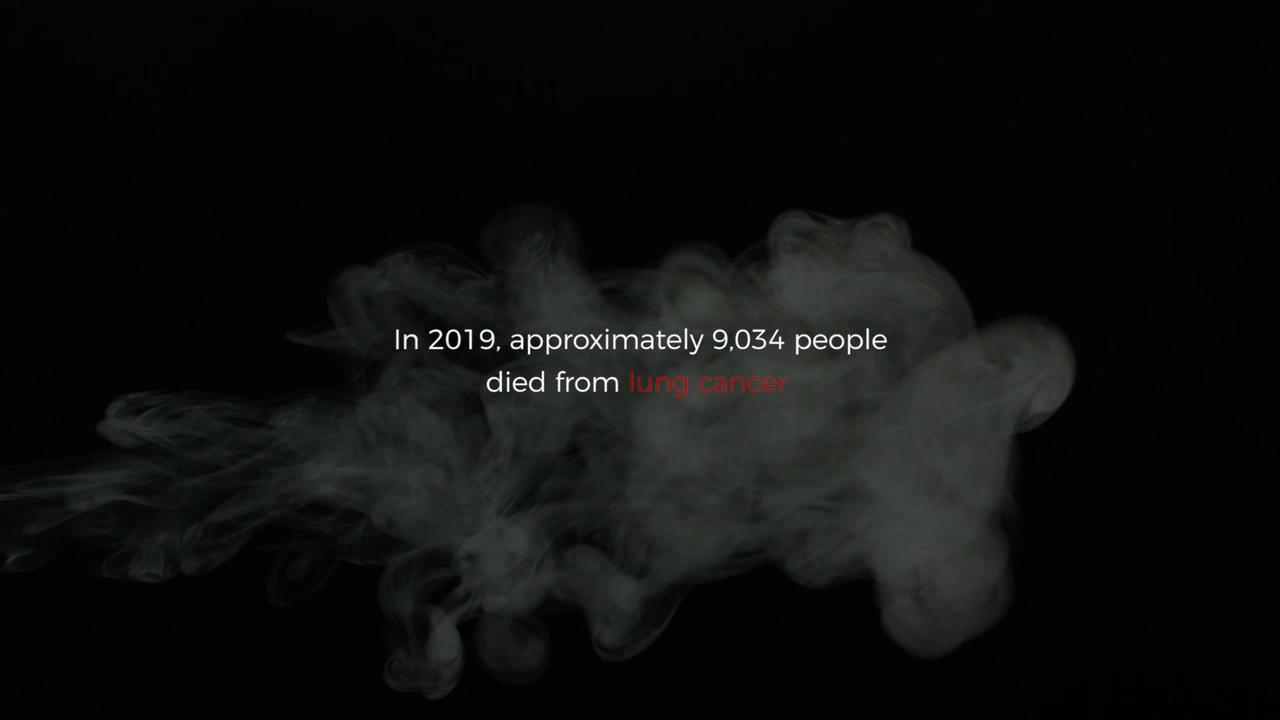 In 2019, approximately 9,034 people
died from lung cancer